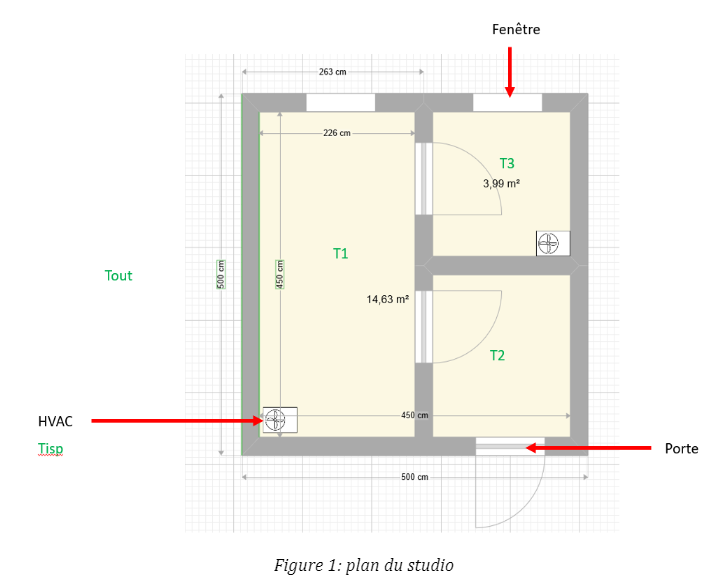 Fenêtre
263 cm
226 cm
T3
3,99 m²
T1
Tout
500 cm
450 cm
14,63 m²
T2
450 cm
HVAC
Tisp
Porte
500 cm
Figure 1: plan du studio